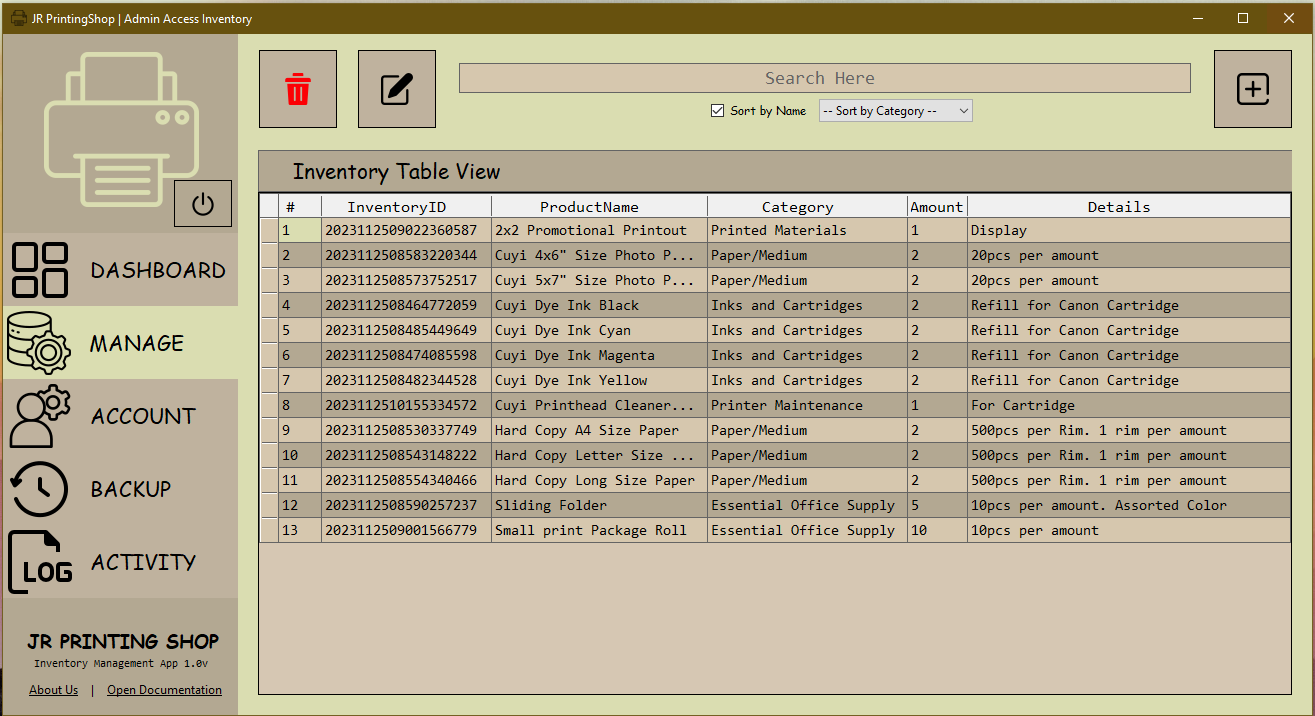 JR PrintingShop | Admin Access Inventory
Search Here
Sort by Name
-- Sort by Category --
DASHBOARD
MANAGE
ACCOUNT
BACKUP
LOG
ACTIVITY
JR PRINTING SHOP
Inventory Management App 1.0v
About Us | Open Documentation
Inventory Table View
# InventoryID ProductName Category Amount Details
1 2023112509022360587 2x2 Promotional Printout Printed Materials 1 Display
2 2023112508583220344 Cuyi 4x6" Size Photo P... Paper/Medium 2 20pcs per amount
3 2023112508573752517 Cuyi 5x7" Size Photo P... Paper/Medium 2 20pcs per amount
4 2023112508464772059 Cuyi Dye Ink Black Inks and Cartridges 2 Refill for Canon Cartridge
5 2023112508485449649 Cuyi Dye Ink Cyan Inks and Cartridges 2 Refill for Canon Cartridge
6 2023112508474085598 Cuyi Dye Ink Magenta Inks and Cartridges 2 Refill for Canon Cartridge
7 2023112508482344528 Cuyi Dye Ink Yellow Inks and Cartridges 2 Refill for Canon Cartridge
8 2023112510155334572 Cuyi Printhead Cleaner... Printer Maintenance 1 For Cartridge
9 2023112508530337749 Hard Copy A4 Size Paper Paper/Medium 2 500pcs per Rim. 1 rim per amount
10 2023112508543148222 Hard Copy Letter Size ... Paper/Medium 2 500pcs per Rim. 1 rim per amount
11 2023112508554340466 Hard Copy Long Size Paper Paper/Medium 2 500pcs per Rim. 1 rim per amount
12 2023112508590257237 Sliding Folder Essential Office Supply 5 10pcs per amount. Assorted Color
13 2023112509001566779 Small print Package Roll Essential Office Supply 10 10pcs per amount